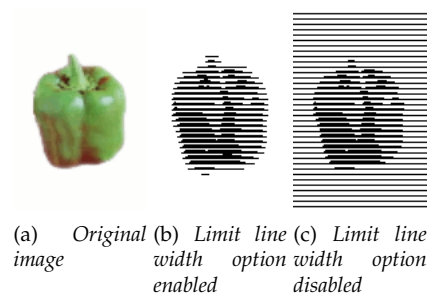 (a) Original image
(b) Limit line width option enabled
(c) Limit line width option disabled